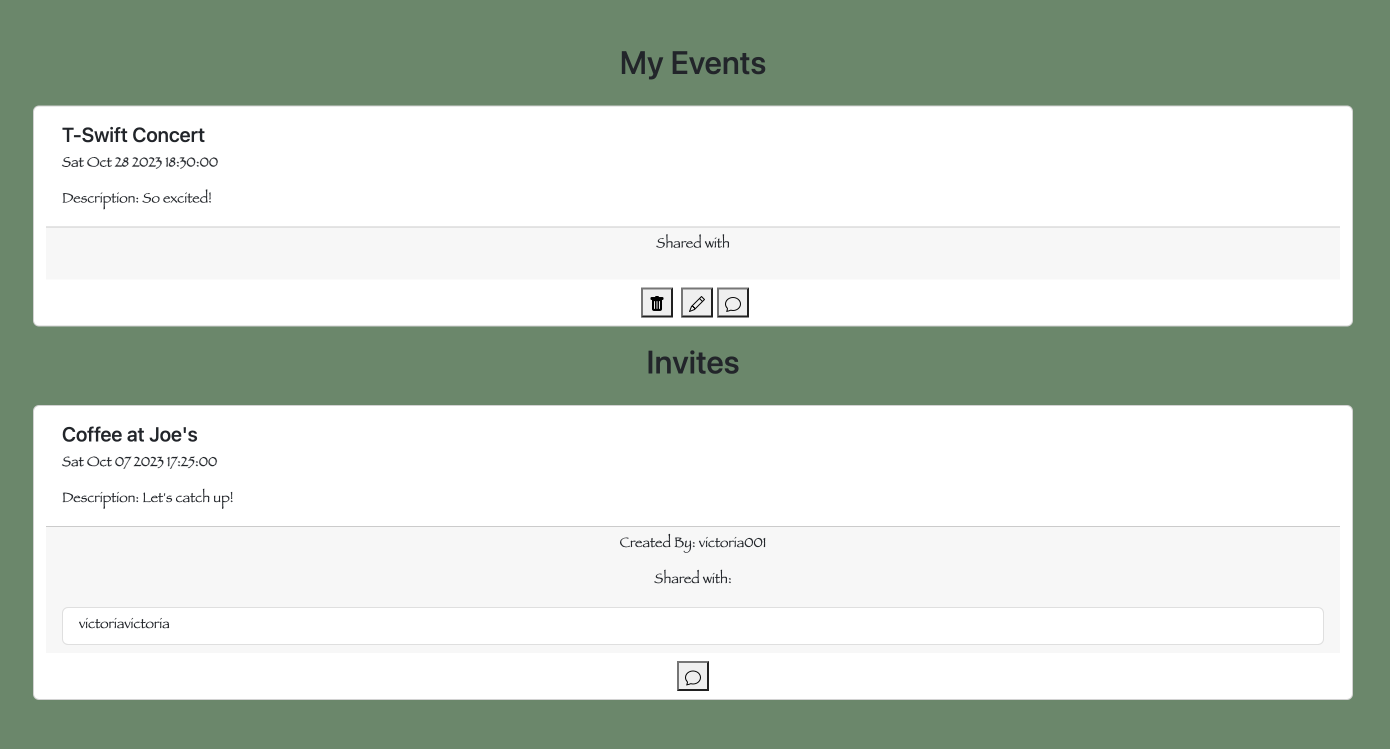 My Events
T-Swift Concert
Sat Oct 28 2023 18:30:00
Description: So excited!
Shared with
Invites
Coffee at Joe's
Sat Oct 07 2023 17:25:00
Description: Let's catch up!
Created By: victoria001
Shared with:
victoriavictoria